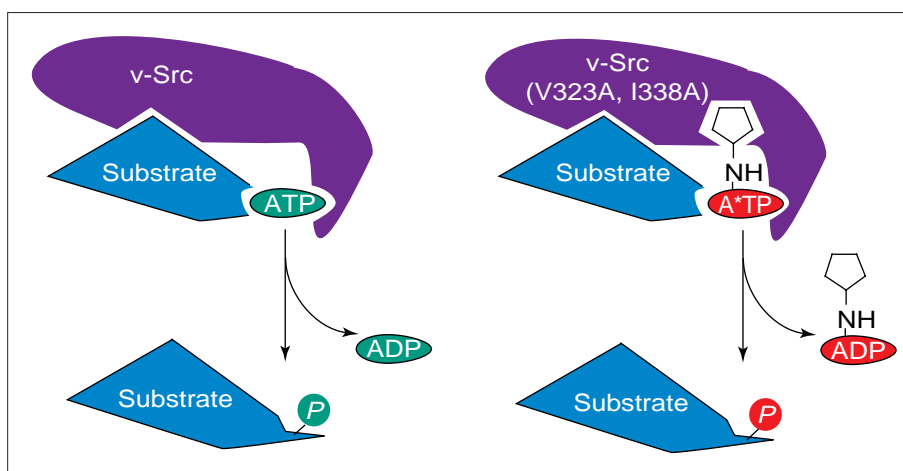 v-Src
Substrate
ATP
ADP
Substrate
P
v-Src
(V323A, I338A)
Substrate
NH
A*TP
NH
ADP
Substrate
P